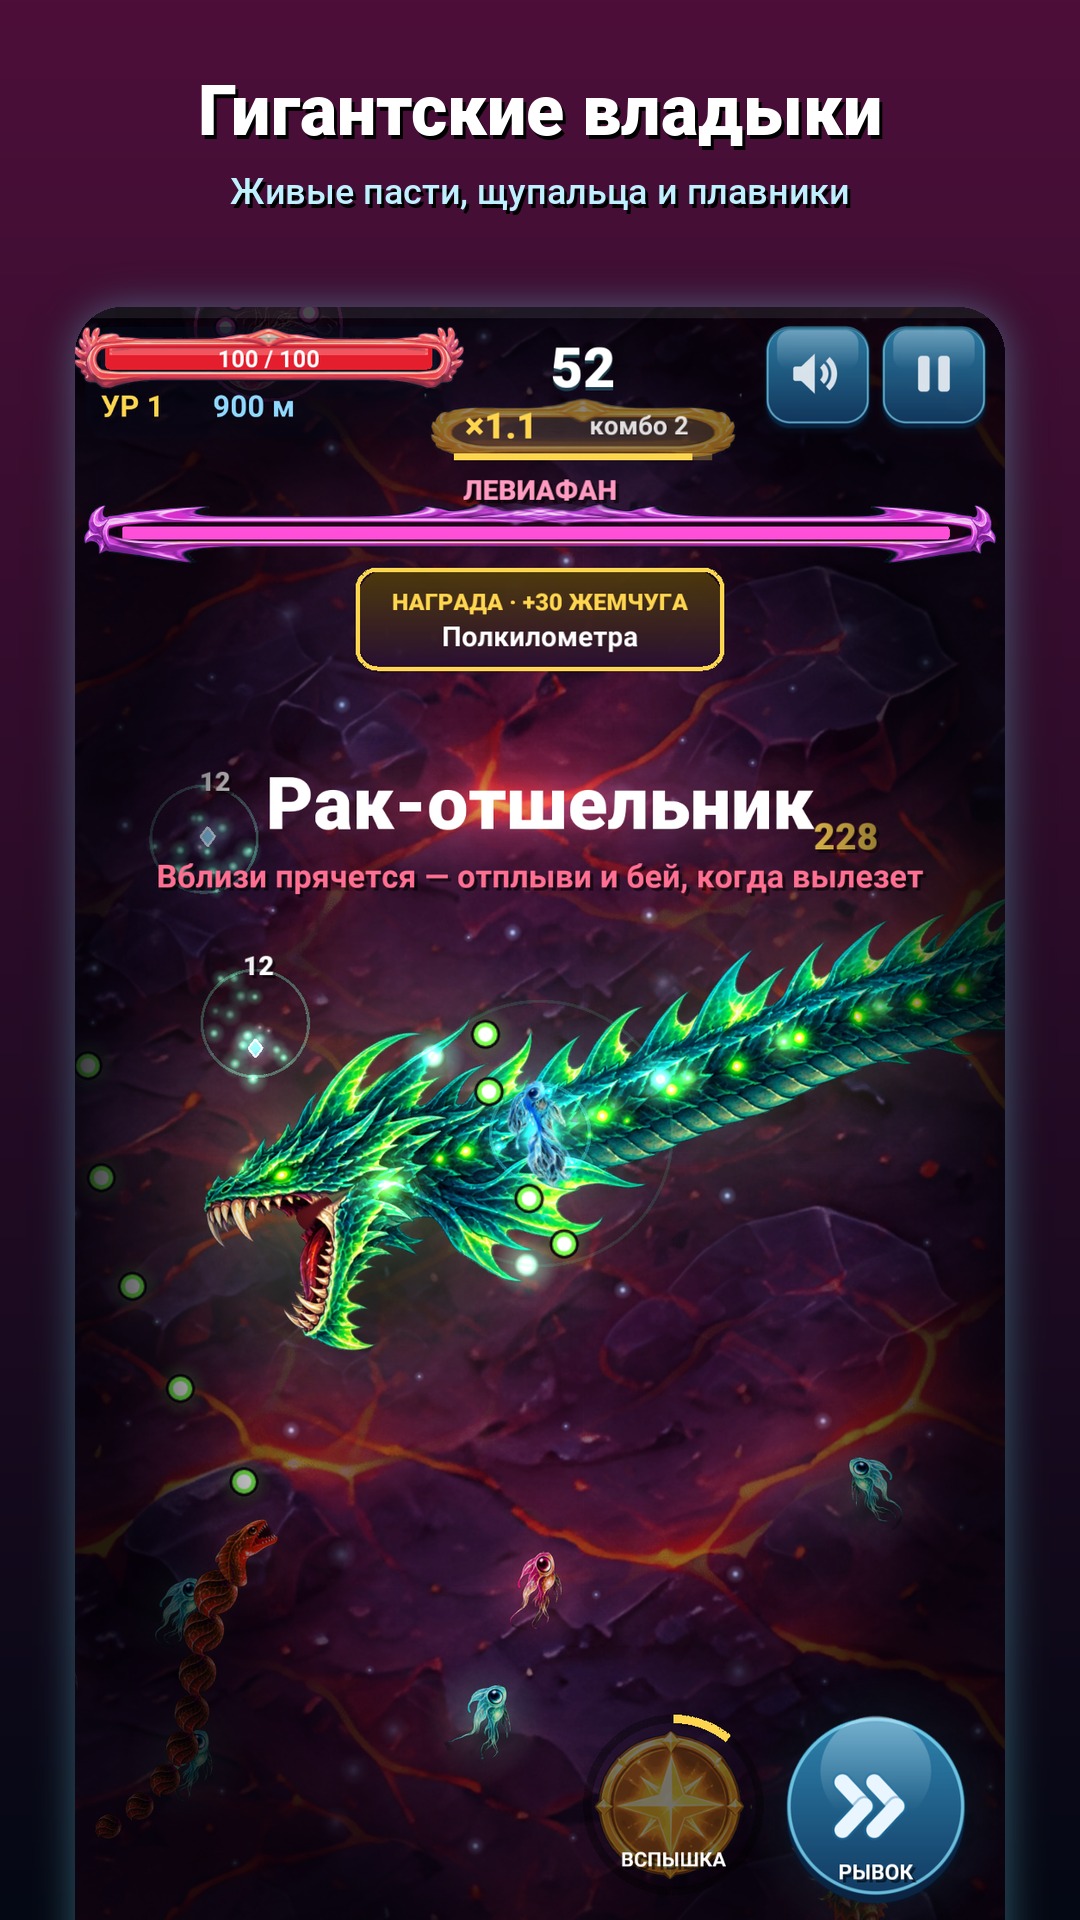 Гигантские владыки
Живые пасти, щупальца и плавники
100 / 100
52
УР 1
900 м
×1.1
комбо 2
ЛЕВИАФАН
НАГРАДА · +30 ЖЕМЧУГА
Полкилометра
12
Рак-отшельник
228
Вблизи прячется — отплыви и бей, когда вылезет
12
ВСПЫШКА
РЫВОК